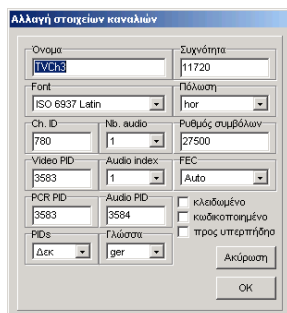 Αλλαγή στοιχείων καναλιών
Όνομα
TVCh3
Συχνότητα
11720
Font
ISO 6937 Latin
Πόλωση
hor
Ch. ID
780
Nb. audio
1
Ρυθμός συμβόλων
27500
Video PID
3583
Audio index
1
FEC
Auto
PCR PID
3583
Audio PID
3584
κλειδωμένο
κωδικοποιημένο
προς υπερπήδησ
PIDs
Δεκ
Γλώσσα
ger
Ακύρωση
OK